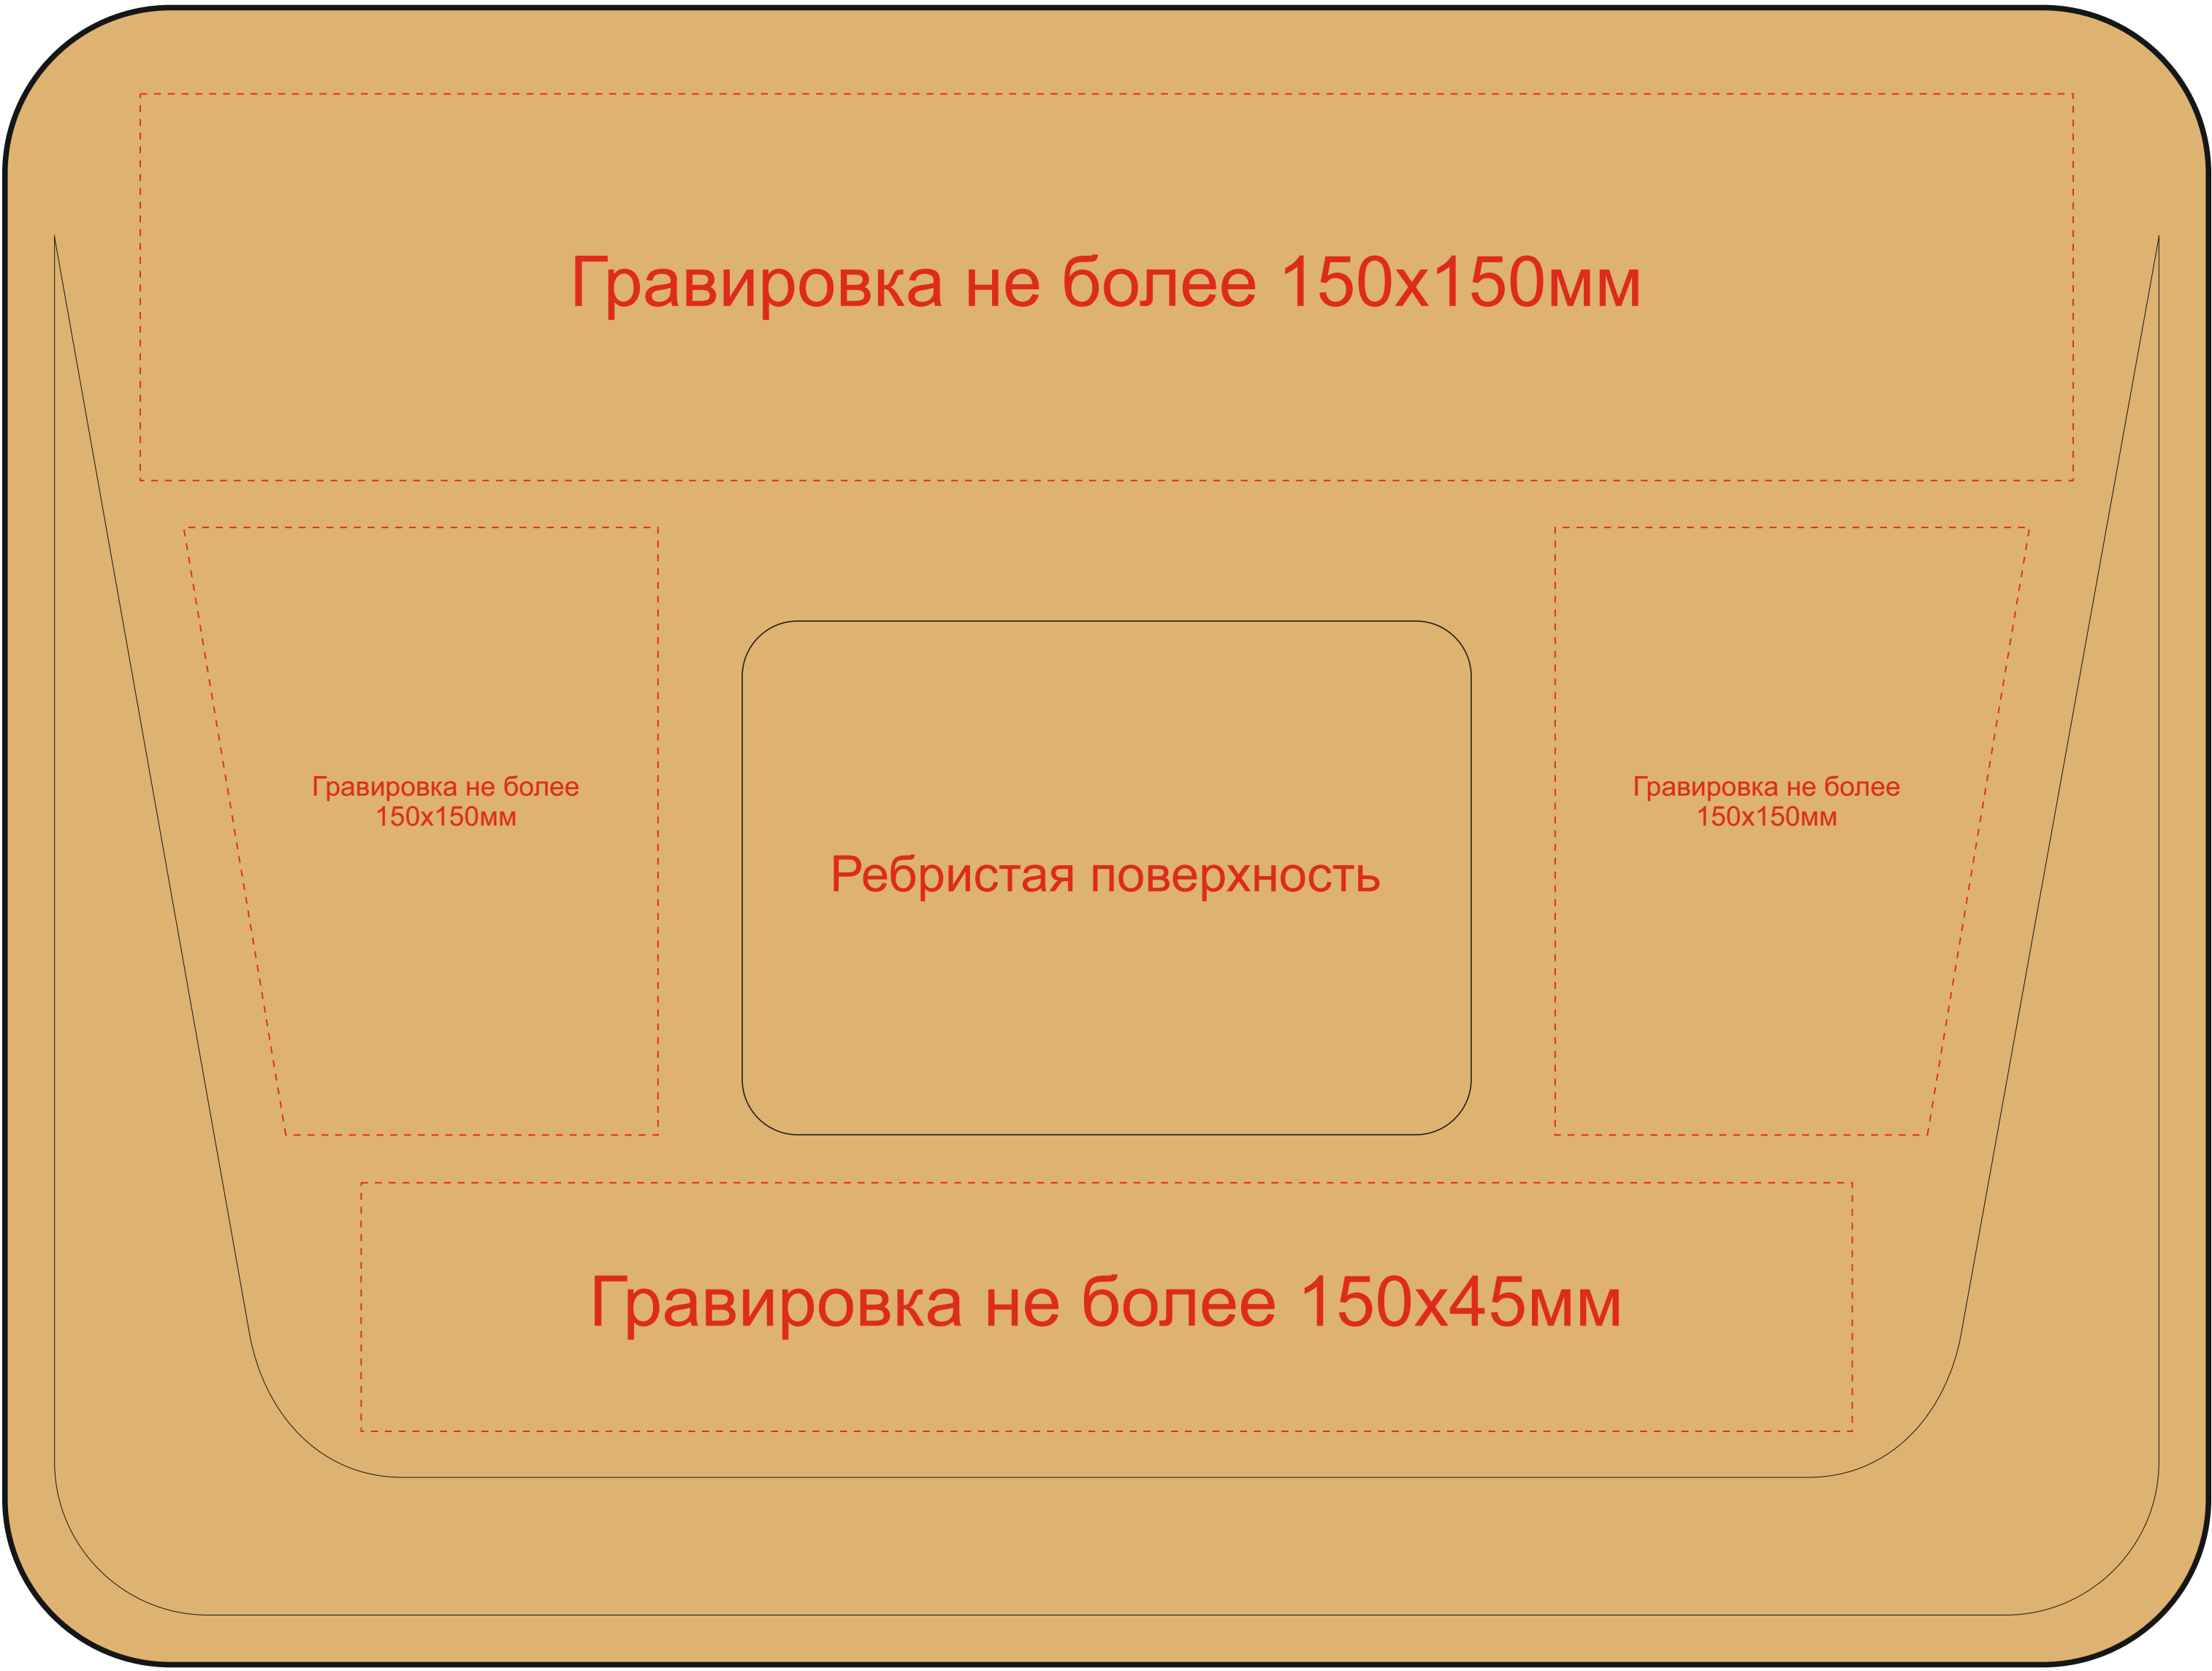 Гравировка не более 150х150мм
Гравировка не более
150х150мм
Гравировка не более
150х150мм
Ребристая поверхность
Гравировка не более 150х45мм